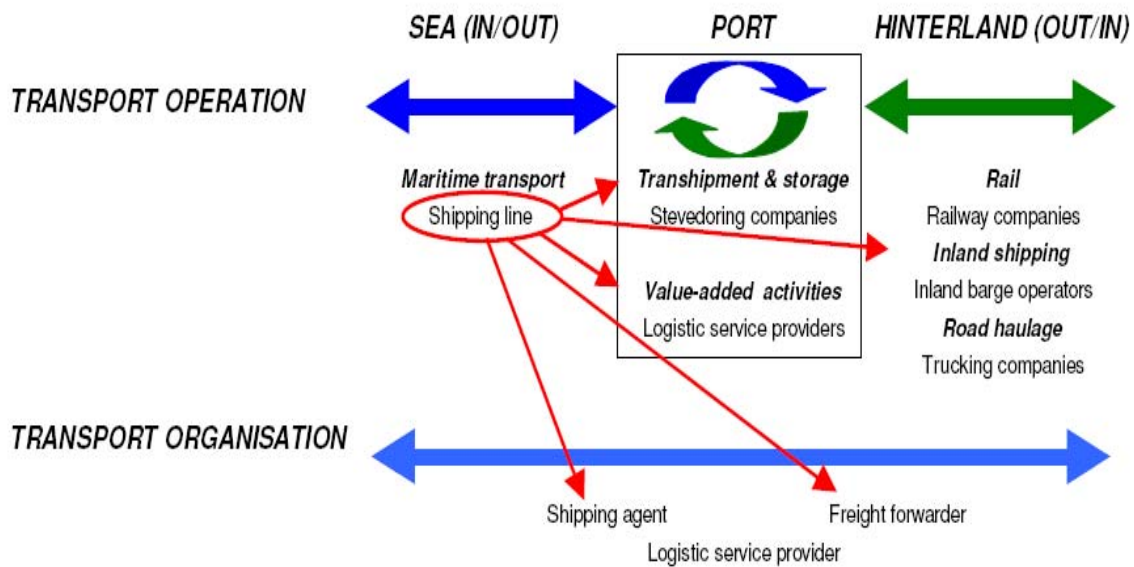 SEA (IN/OUT) PORT HINTERLAND (OUT/IN)
TRANSPORT OPERATION
Maritime transport Transhipment & storage Rail
Shipping line Stevedoring companies Railway companies
Inland shipping
Value-added activities Inland barge operators
Logistic service providers Road haulage
Trucking companies
TRANSPORT ORGANISATION
Shipping agent Freight forwarder
Logistic service provider